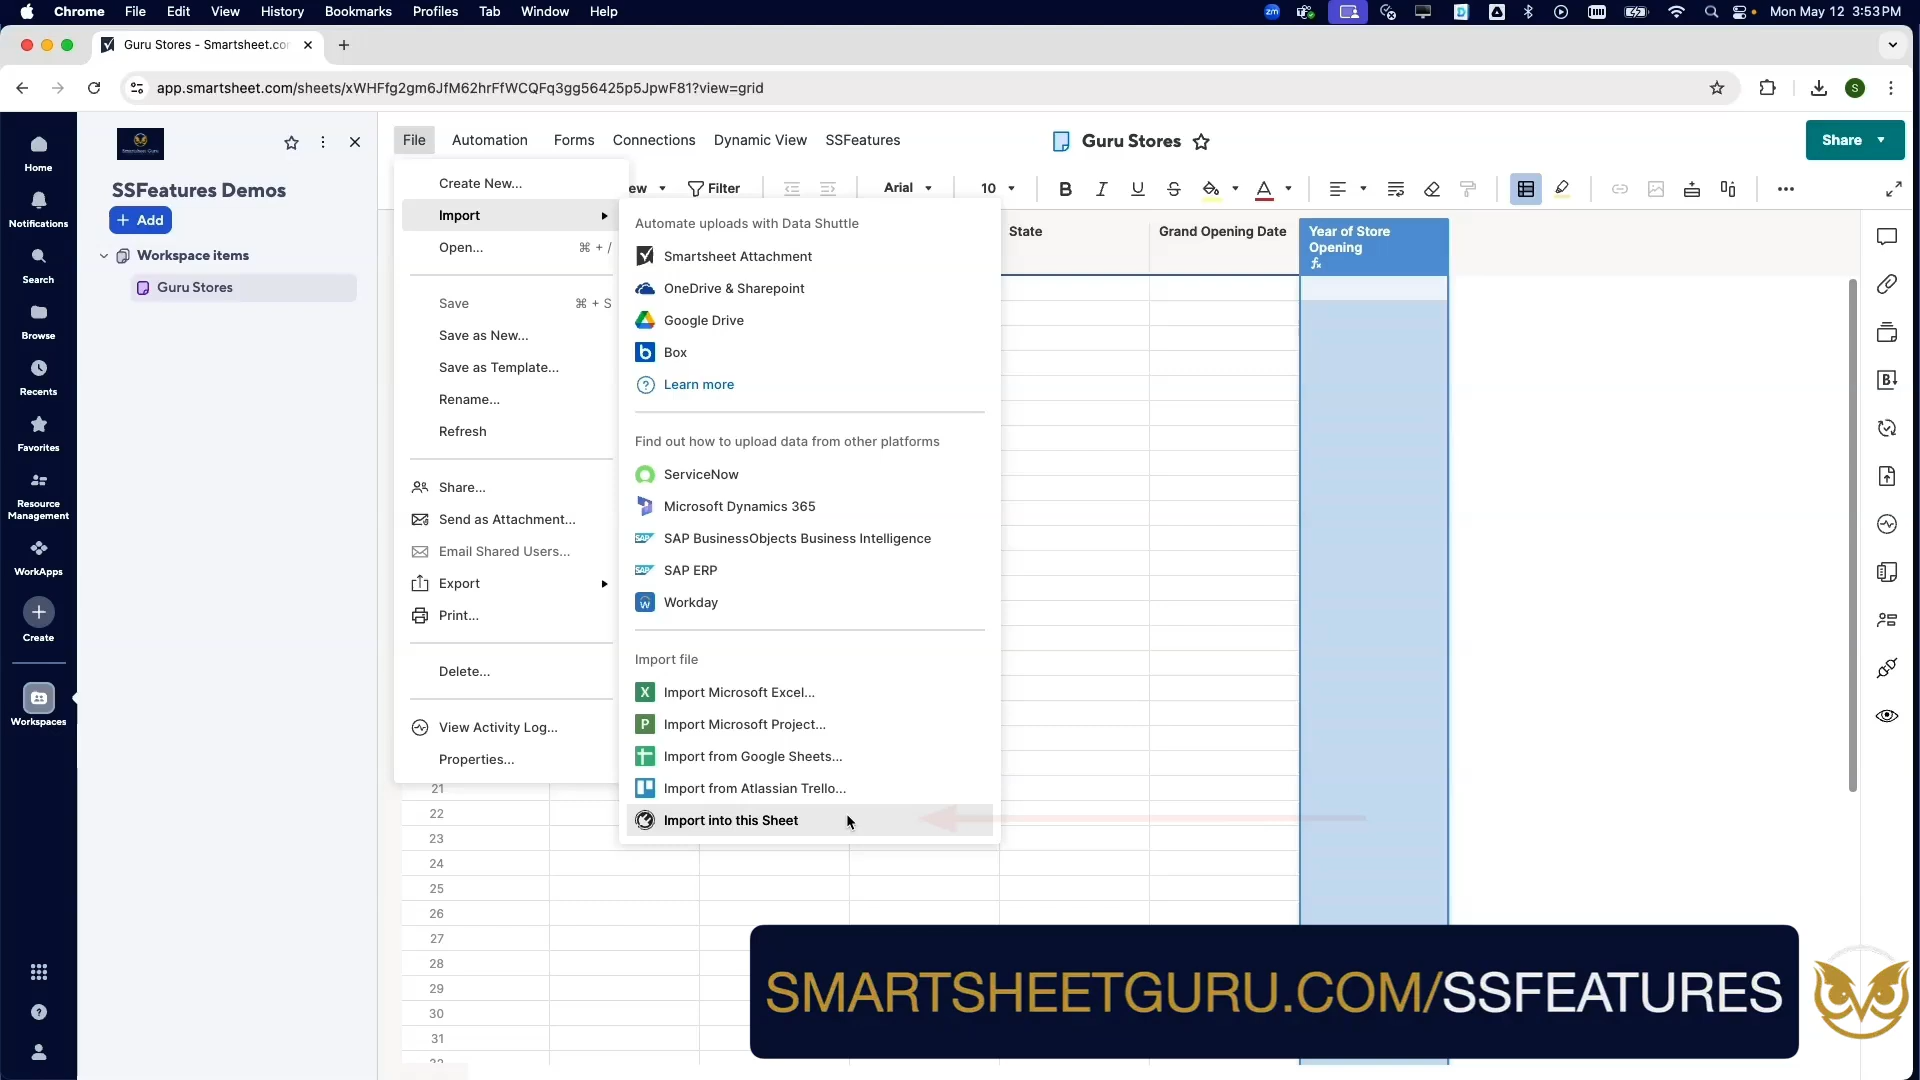 Chrome File Edit View History Bookmarks Profiles Tab Window Help
zm
Mon May 12 3:53 PM
Guru Stores - Smartsheet.co
app.smartsheet.com/sheets/xWHFfg2gm6JfM62hrFfWCQFq3gg56425p5JpwF81?view=grid
S
Home
Notifications
Search
Browse
Recents
Favorites
Resource
Management
WorkApps
Create
Workspaces
SSFeatures Demos
+ Add
Workspace items
Guru Stores
File Automation Forms Connections Dynamic View SSFeatures
Guru Stores
Share
ew Filter Arial 10 B I U S A
Create New...
Import
Open... ⌘ + /
Save ⌘ + S
Save as New...
Save as Template...
Rename...
Refresh
Share...
Send as Attachment...
Email Shared Users...
Export
Print...
Delete...
View Activity Log...
Properties...
Automate uploads with Data Shuttle
Smartsheet Attachment
OneDrive & Sharepoint
Google Drive
b Box
? Learn more
Find out how to upload data from other platforms
ServiceNow
Microsoft Dynamics 365
SAP SAP BusinessObjects Business Intelligence
SAP SAP ERP
w Workday
Import file
X Import Microsoft Excel...
P Import Microsoft Project...
Import from Google Sheets...
Import from Atlassian Trello...
Import into this Sheet
State
Grand Opening Date
Year of Store
Opening
fx
21
22
23
24
25
26
27
28
29
30
31
SMARTSHEETGURU.COM/SSFEATURES